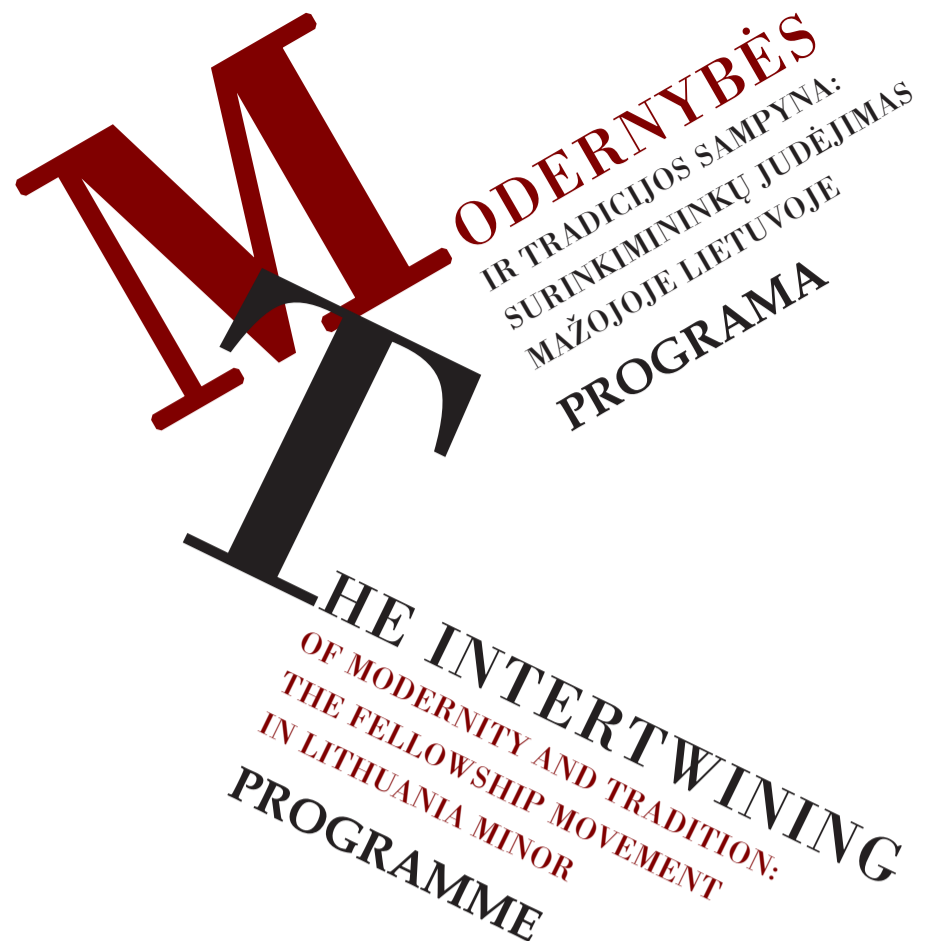 MODERNYBĖS
IR TRADICIJOS SAMPYNA:
SURINKIMININKŲ JUDĖJIMAS
MAŽOJOJE LIETUVOJE
PROGRAMA
THE INTERTWINING
OF MODERNITY AND TRADITION:
THE FELLOWSHIP MOVEMENT
IN LITHUANIA MINOR
PROGRAMME